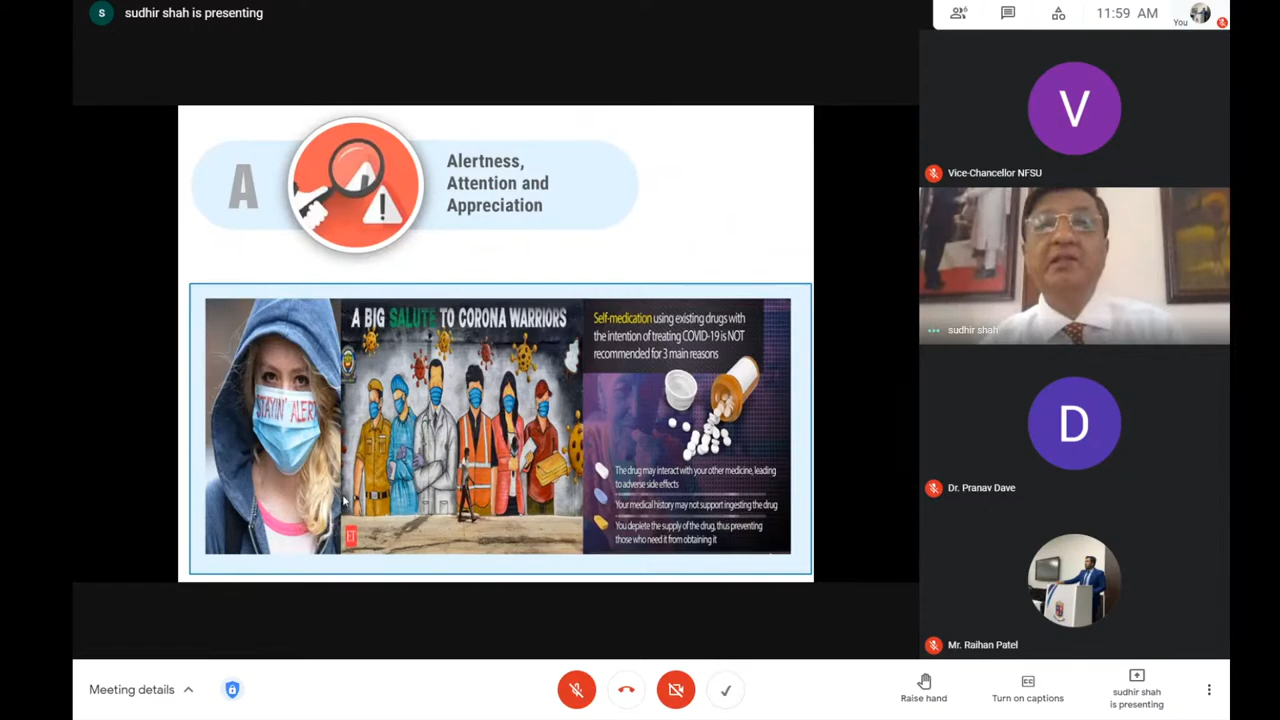 S
sudhir shah is presenting
6
11:59 AM
You
V
Vice-Chancellor NFSU
sudhir shah
D
Dr. Pranav Dave
Mr. Raihan Patel
A
Alertness,
Attention and
Appreciation
STAYIN' ALERT
A BIG SALUTE TO CORONA WARRIORS
ET
Self-medication using existing drugs with
the intention of treating COVID-19 is NOT
recommended for 3 main reasons
The drug may interact with your other medicine, leading
to adverse side effects
Your medical history may not support ingesting the drug
You deplete the supply of the drug, thus preventing
those who need it from obtaining it
Meeting details
Raise hand
CC
Turn on captions
sudhir shah
is presenting